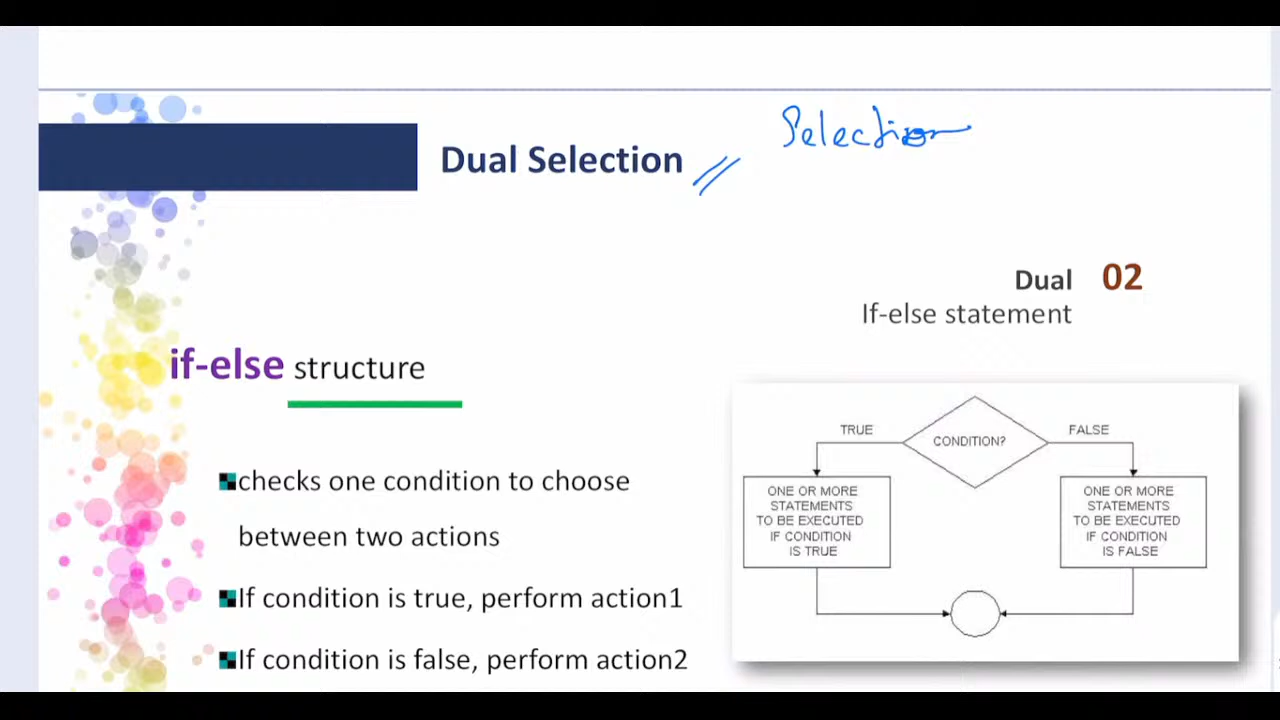 Selection
Dual Selection
Dual 02
If-else statement
if-else structure
checks one condition to choose
between two actions
If condition is true, perform action1
If condition is false, perform action2
CONDITION?
TRUE
FALSE
ONE OR MORE
STATEMENTS
TO BE EXECUTED
IF CONDITION
IS TRUE
ONE OR MORE
STATEMENTS
TO BE EXECUTED
IF CONDITION
IS FALSE